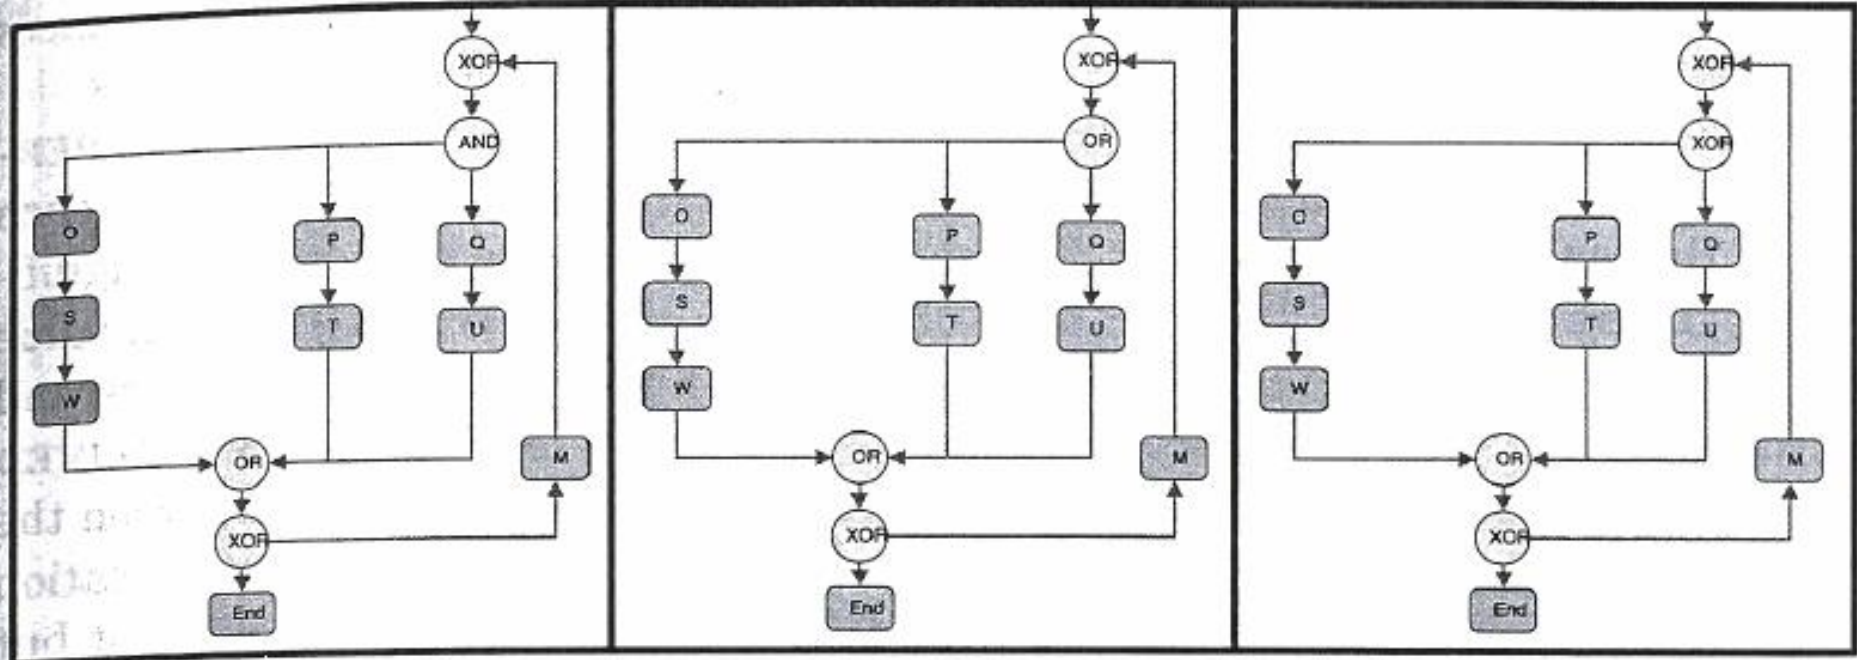 XOR
AND
O
P
Q
S
T
U
W
OR
M
XOR
End
XOR
OR
O
P
Q
S
T
U
W
OR
M
XOR
End
XOR
XOR
O
P
Q
S
T
U
W
OR
M
XOR
End